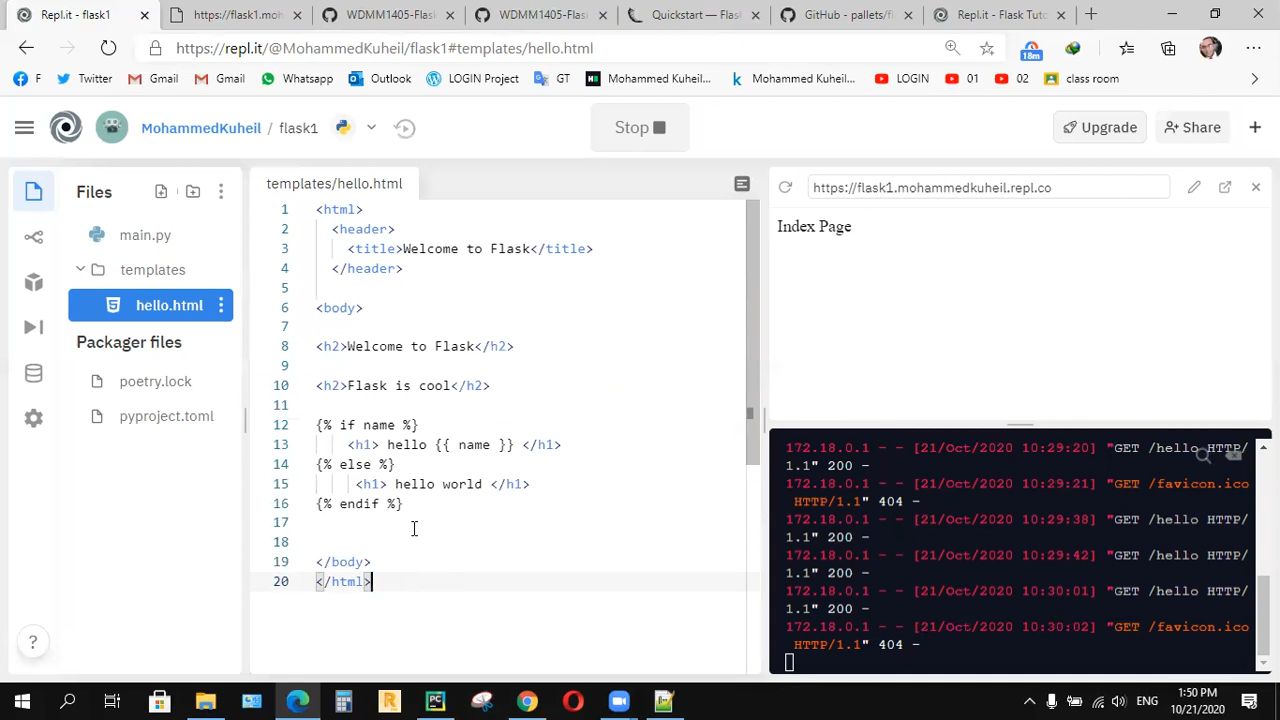 Repl.it - flask1
https://flask1.moh
WDMM1405-Flas
WDMM1405-Flas
Quickstart — Flask
GitHub - pallets/f
Repl.it - Flask Tuto
https://repl.it/@MohammedKuheil/flask1#templates/hello.html
18m
F
Twitter
Gmail
Gmail
Whatsapp
Outlook
LOGIN Project
GT
Mohammed Kuheil...
Mohammed Kuheil...
LOGIN
01
02
class room
MohammedKuheil / flask1
Stop
Upgrade
Share
Files
main.py
templates
hello.html
Packager files
poetry.lock
pyproject.toml
?
templates/hello.html
1 <html>
2 <header>
3 <title>Welcome to Flask</title>
4 </header>
5
6 <body>
7
8 <h2>Welcome to Flask</h2>
9
10 <h2>Flask is cool</h2>
11
12 {% if name %}
13 <h1> hello {{ name }} </h1>
14 {% else %}
15 <h1> hello world </h1>
16 {% endif %}
17
18
19 </body>
20 </html>
https://flask1.mohammedkuheil.repl.co
Index Page
172.18.0.1 - - [21/Oct/2020 10:29:20] "GET /hello HTTP/
1.1" 200 -
172.18.0.1 - - [21/Oct/2020 10:29:21] "GET /favicon.ico
HTTP/1.1" 404 -
172.18.0.1 - - [21/Oct/2020 10:29:38] "GET /hello HTTP/
1.1" 200 -
172.18.0.1 - - [21/Oct/2020 10:29:42] "GET /hello HTTP/
1.1" 200 -
172.18.0.1 - - [21/Oct/2020 10:30:01] "GET /hello HTTP/
1.1" 200 -
172.18.0.1 - - [21/Oct/2020 10:30:02] "GET /favicon.ico
HTTP/1.1" 404 -
ENG
1:50 PM
10/21/2020